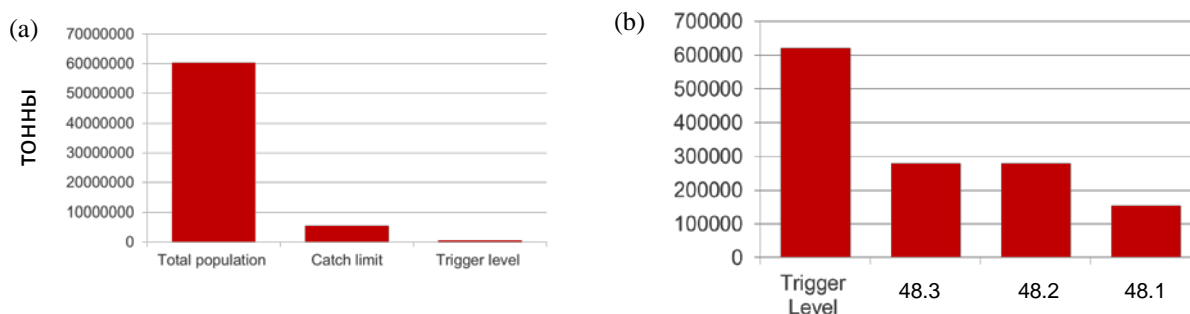 (a)
тонны
70000000
60000000
50000000
40000000
30000000
20000000
10000000
0
Total population
Catch limit
Trigger level
(b)
700000
600000
500000
400000
300000
200000
100000
0
Trigger
Level
48.3
48.2
48.1